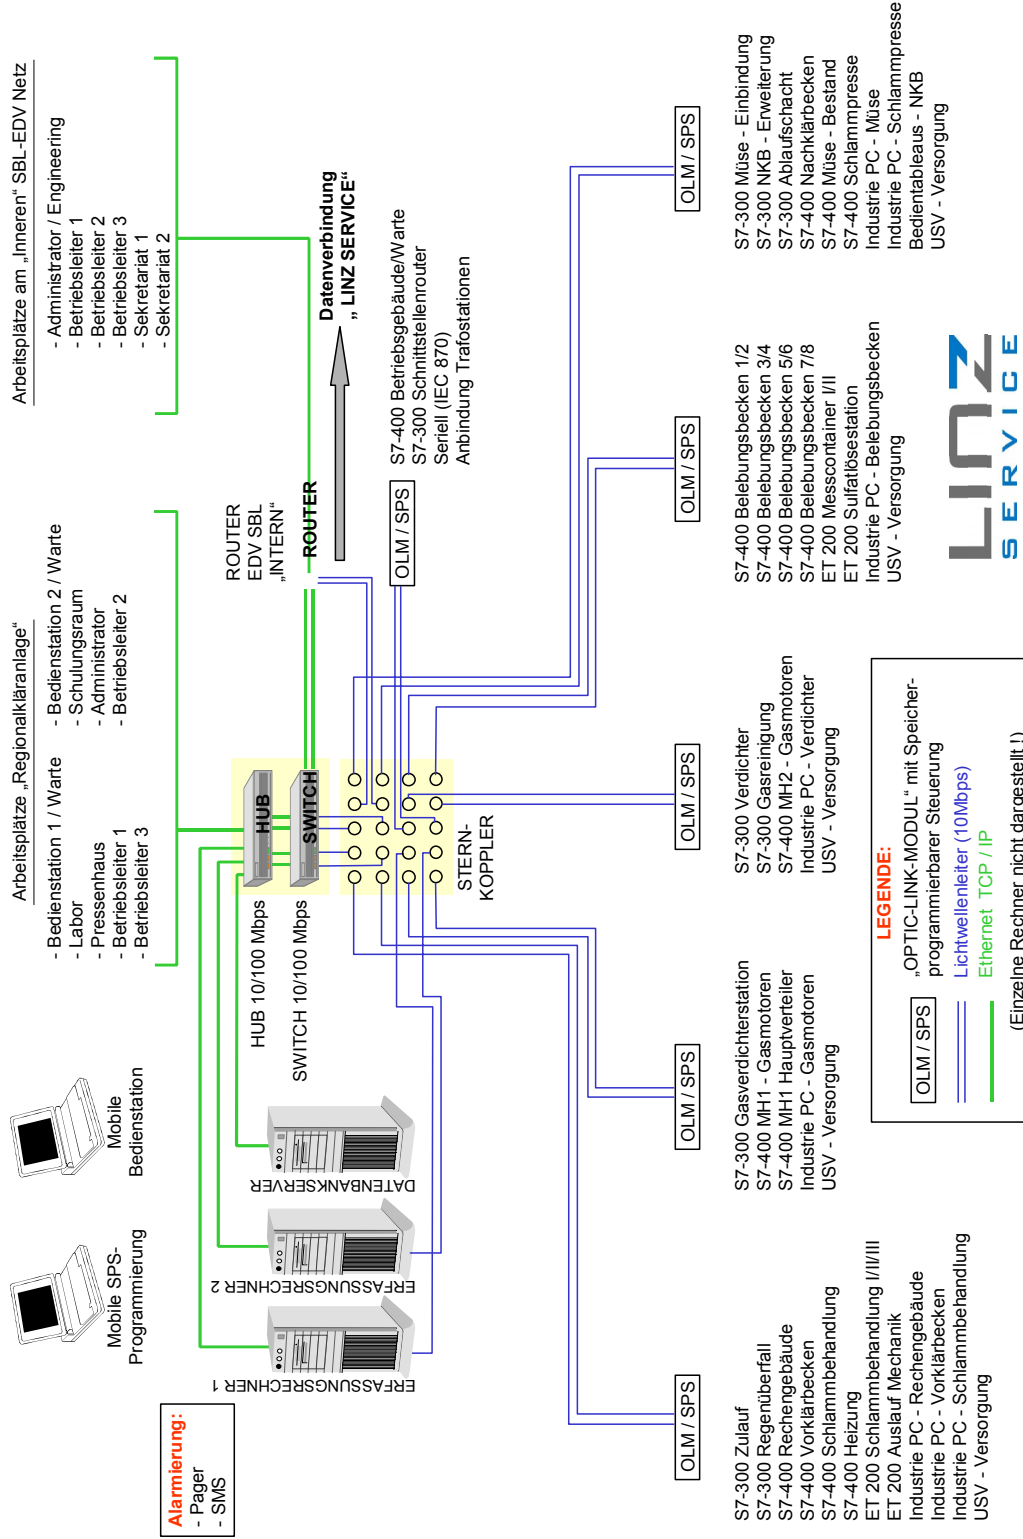 Alarmierung:
- Pager
- SMS
Mobile SPS-
Programmierung
Mobile
Bedienstation
Arbeitsplätze „Regionalkläranlage“
- Bedienstation 1 / Warte
- Labor
- Pressenhaus
- Betriebsleiter 1
- Betriebsleiter 3
- Bedienstation 2 / Warte
- Schulungsraum
- Administrator
- Betriebsleiter 2
Arbeitsplätze am „Inneren“ SBL-EDV Netz
- Administrator / Engineering
- Betriebsleiter 1
- Betriebsleiter 2
- Betriebsleiter 3
- Sekretariat 1
- Sekretariat 2
ERFASSUNGSRECHNER 1
ERFASSUNGSRECHNER 2
DATENBANKSERVER
HUB 10/100 Mbps
SWITCH 10/100 Mbps
HUB
SWITCH
STERN-
KOPPLER
ROUTER
EDV SBL
„INTERN“
ROUTER
Datenverbindung
„ LINZ SERVICE“
OLM / SPS
S7-400 Betriebsgebäude/Warte
S7-300 Schnittstellenrouter
Seriell (IEC 870)
Anbindung Trafostationen
OLM / SPS
S7-300 Zulauf
S7-300 Regenüberfall
S7-400 Rechengebäude
S7-400 Vorklärbecken
S7-400 Schlammbehandlung
S7-400 Heizung
ET 200 Schlammbehandlung I/II/III
ET 200 Auslauf Mechanik
Industrie PC - Rechengebäude
Industrie PC - Vorklärbecken
Industrie PC - Schlammbehandlung
USV - Versorgung
OLM / SPS
S7-300 Gasverdichterstation
S7-400 MH1 - Gasmotoren
S7-400 MH1 Hauptverteiler
Industrie PC - Gasmotoren
USV - Versorgung
OLM / SPS
S7-300 Verdichter
S7-300 Gasreinigung
S7-400 MH2 - Gasmotoren
Industrie PC - Verdichter
USV - Versorgung
OLM / SPS
S7-400 Belebungsbecken 1/2
S7-400 Belebungsbecken 3/4
S7-400 Belebungsbecken 5/6
S7-400 Belebungsbecken 7/8
ET 200 Messcontainer I/II
ET 200 Sulfatlösestation
Industrie PC - Belebungsbecken
USV - Versorgung
OLM / SPS
S7-300 Müse - Einbindung
S7-300 NKB - Erweiterung
S7-300 Ablaufschacht
S7-400 Nachklärbecken
S7-400 Müse - Bestand
S7-400 Schlammpresse
Industrie PC - Müse
Industrie PC - Schlammpresse
Bedientableaus - NKB
USV - Versorgung
LEGENDE:
OLM / SPS
„OPTIC-LINK-MODUL“ mit Speicher-
programmierbarer Steuerung
Lichtwellenleiter (10Mbps)
Ethernet TCP / IP
(Einzelne Rechner nicht dargestellt !)
LINZ
SERVICE